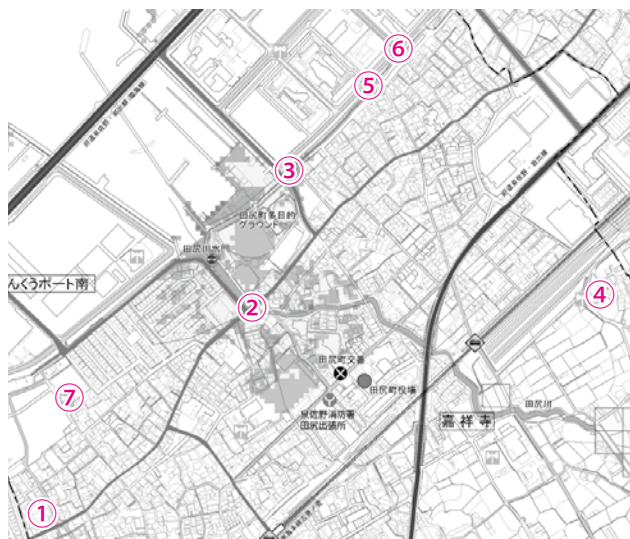 ⑥
⑤
③
田尻町多目的
グラウンド
田尻川水門
んくうポート南
②
④
田尻町交番
田尻町役場
⑦
泉佐野消防署
田尻出張所
嘉祥寺
田尻川
①